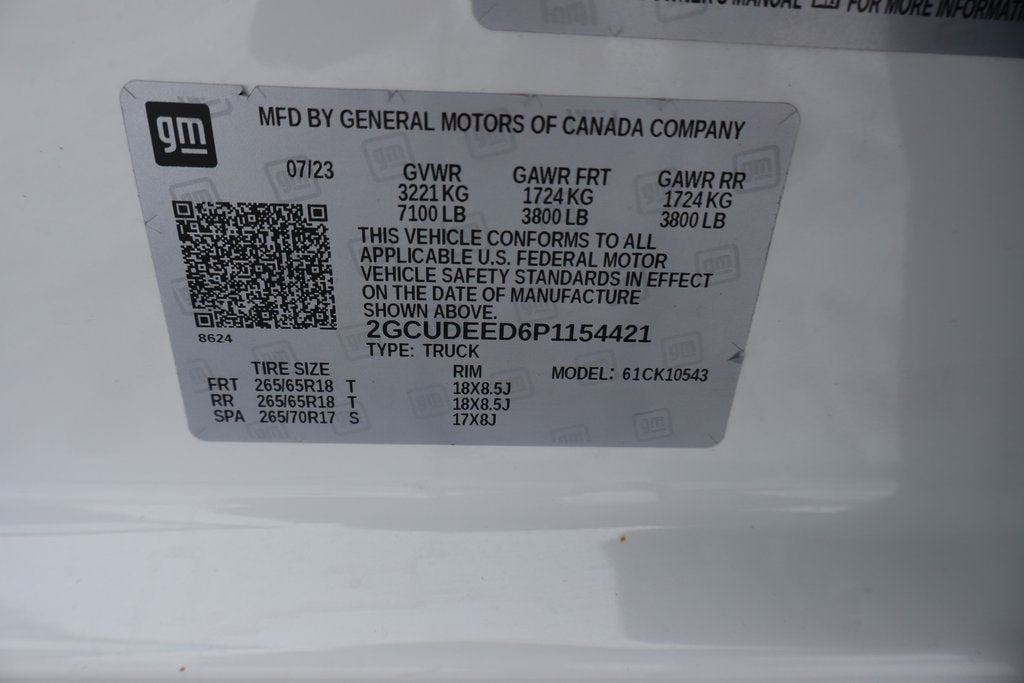 OWNER'S MANUAL FOR MORE INFORMATI
gm
MFD BY GENERAL MOTORS OF CANADA COMPANY
07/23 GVWR GAWR FRT GAWR RR
3221 KG 1724 KG 1724 KG
7100 LB 3800 LB 3800 LB
THIS VEHICLE CONFORMS TO ALL
APPLICABLE U.S. FEDERAL MOTOR
VEHICLE SAFETY STANDARDS IN EFFECT
ON THE DATE OF MANUFACTURE
SHOWN ABOVE.
2GCUDEED6P1154421
8624
TYPE: TRUCK
TIRE SIZE RIM MODEL: 61CK10543
FRT 265/65R18 T 18X8.5J
RR 265/65R18 T 18X8.5J
SPA 265/70R17 S 17X8J